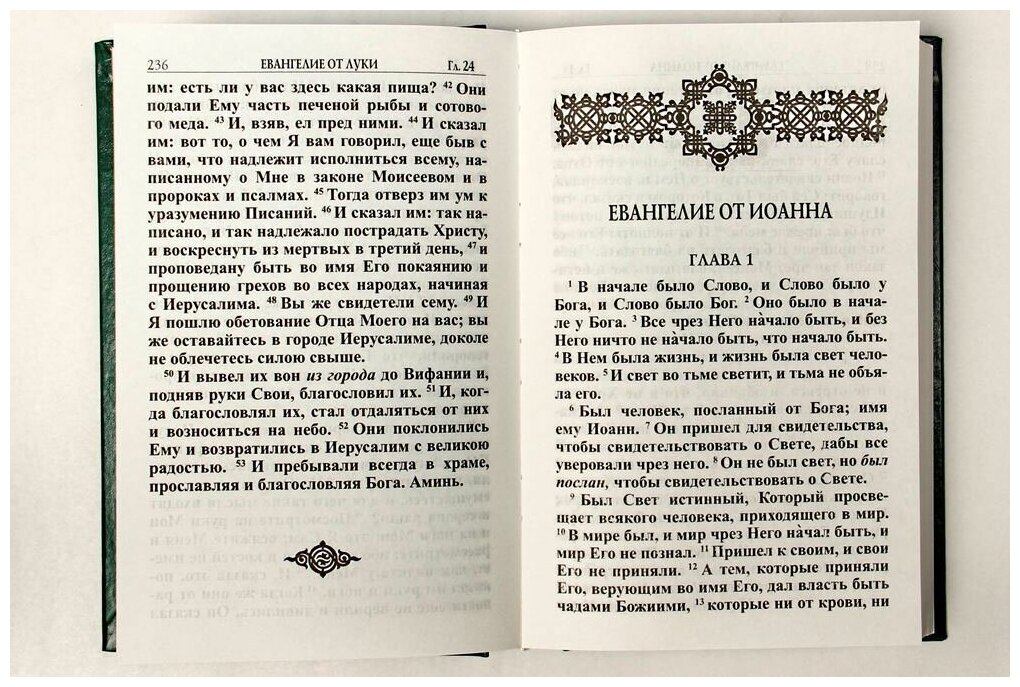 236 ЕВАНГЕЛИЕ ОТ ЛУКИ Гл. 24
им: есть ли у вас здесь какая пища? 42 Они
подали Ему часть печеной рыбы и сотово-
го меда. 43 И, взяв, ел пред ними. 44 И сказал
им: вот то, о чем Я вам говорил, еще быв с
вами, что надлежит исполниться всему, на-
писанному о Мне в законе Моисеевом и в
пророках и псалмах. 45 Тогда отверз им ум к
уразумению Писаний. 46 И сказал им: так на-
писано, и так надлежало пострадать Христу,
и воскреснуть из мертвых в третий день, 47 и
проповедану быть во имя Его покаянию и
прощению грехов во всех народах, начиная
с Иерусалима. 48 Вы же свидетели сему. 49 И
Я пошлю обетование Отца Моего на вас; вы
же оставайтесь в городе Иерусалиме, доколе
не облечетесь силою свыше.
50 И вывел их вон из города до Вифании и,
подняв руки Свои, благословил их. 51 И, ког-
да благословлял их, стал отдаляться от них
и возноситься на небо. 52 Они поклонились
Ему и возвратились в Иерусалим с великою
радостью. 53 И пребывали всегда в храме,
прославляя и благословляя Бога. Аминь.
ЕВАНГЕЛИЕ ОТ ИОАННА
ГЛАВА 1
1 В начале было Слово, и Слово было у
Бога, и Слово было Бог. 2 Оно было в нача-
ле у Бога. 3 Все чрез Него на̀чало быть, и без
Него ничто не на̀чало быть, что начало быть.
4 В Нем была жизнь, и жизнь была свет чело-
веков. 5 И свет во тьме светит, и тьма не объя-
ла его.
6 Был человек, посланный от Бога; имя
ему Иоанн. 7 Он пришел для свидетельства,
чтобы свидетельствовать о Свете, дабы все
уверовали чрез него. 8 Он не был свет, но был
послан, чтобы свидетельствовать о Свете.
9 Был Свет истинный, Который просве-
щает всякого человека, приходящего в мир.
10 В мире был, и мир чрез Него на̀чал быть, и
мир Его не познал. 11 Пришел к своим, и свои
Его не приняли. 12 А тем, которые приняли
Его, верующим во имя Его, дал власть быть
чадами Божиими, 13 которые ни от крови, ни